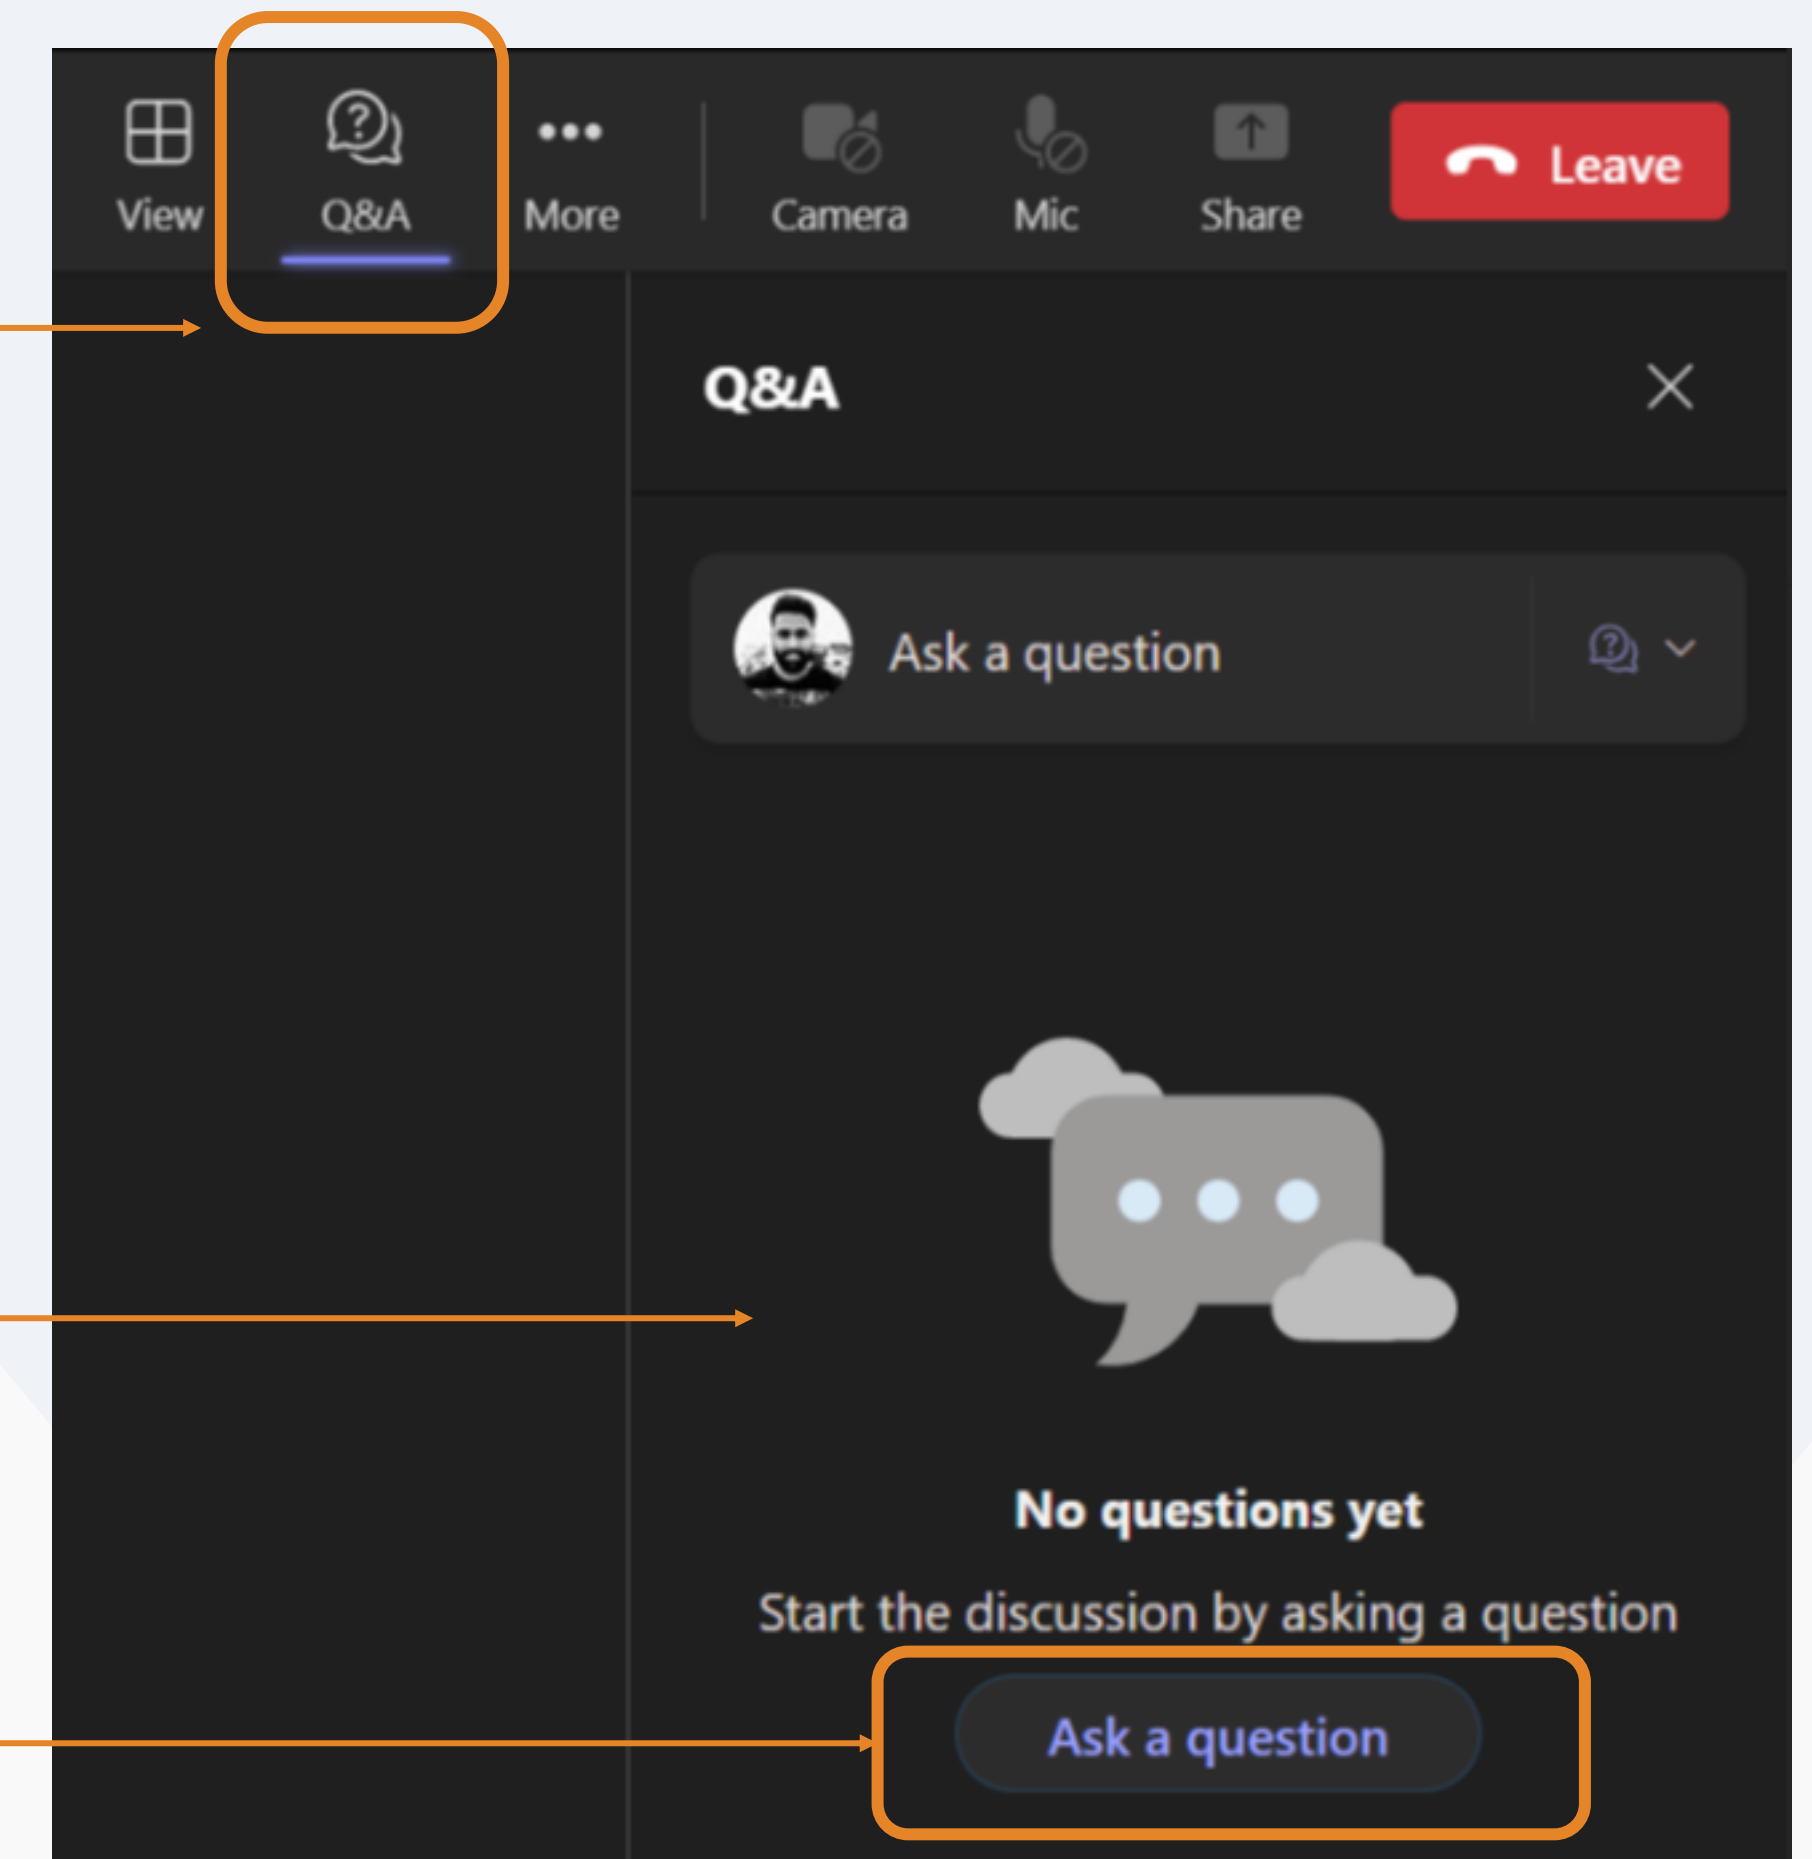 View Q&A More Camera Mic Share Leave
Q&A
Ask a question
No questions yet
Start the discussion by asking a question
Ask a question